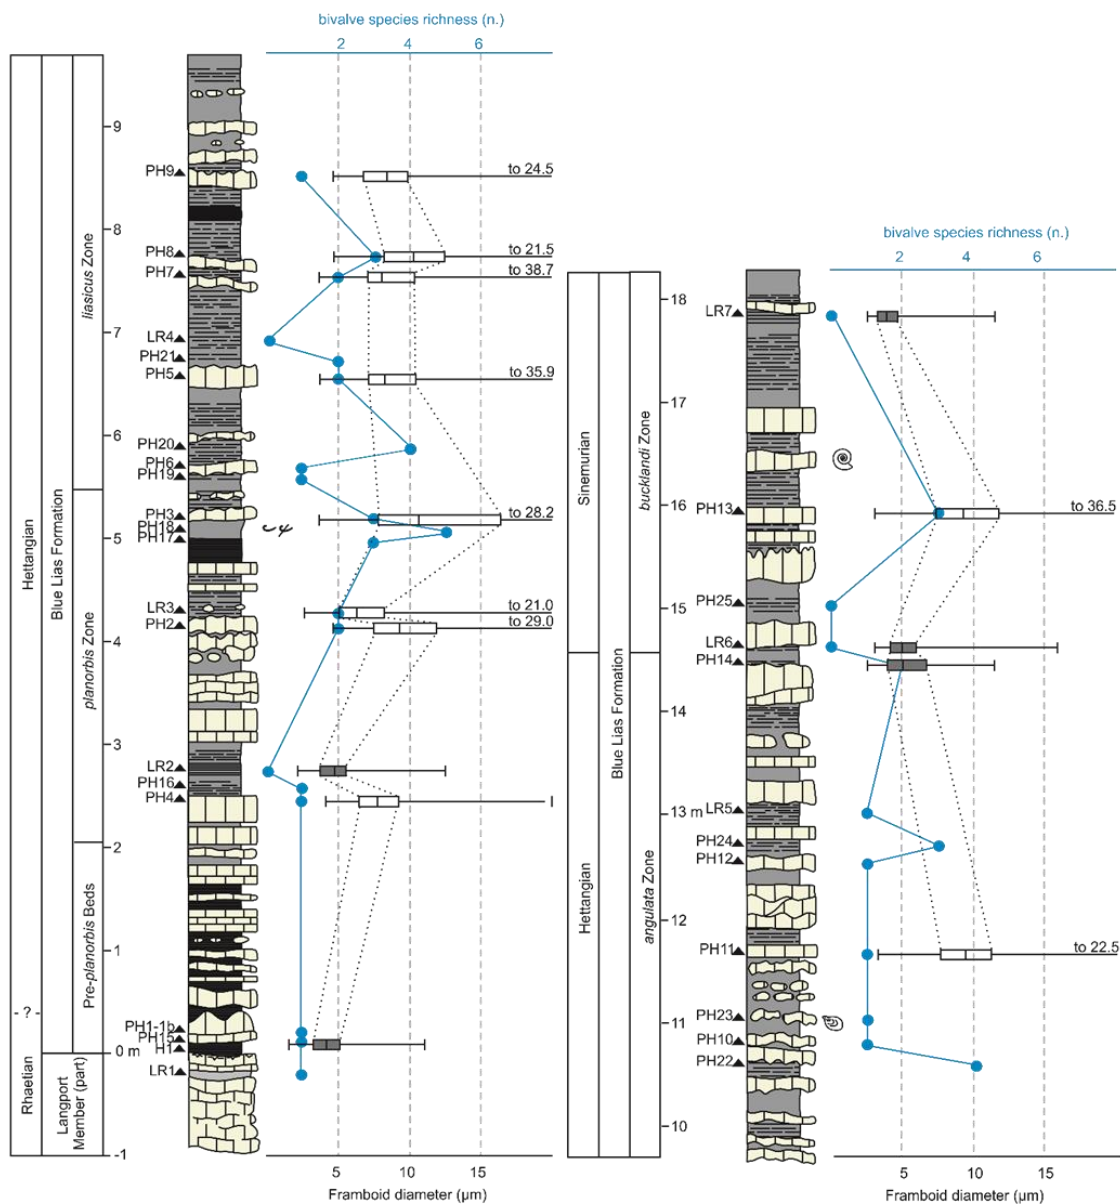 bivalve species richness (n.)
2 4 6
Hettangian
Blue Lias Formation
liasicus Zone
planorbis Zone
Pre-planorbis Beds
- ? -
Rhaetian
Langport
Member (part)
9
8
7
6
5
4
3
2
1
0 m
-1
PH9
PH8
PH7
LR4
PH21
PH5
PH20
PH6
PH19
PH3
PH18
PH17
LR3
PH2
LR2
PH16
PH4
PH1-1b
PH15
H1
LR1
to 24.5
to 21.5
to 38.7
to 35.9
to 28.2
to 21.0
to 29.0
5 10 15
Framboid diameter (µm)
bivalve species richness (n.)
2 4 6
Sinemurian
Hettangian
Blue Lias Formation
bucklandi Zone
angulata Zone
18
17
16
15
14
13 m
12
11
10
LR7
PH13
PH25
LR6
PH14
LR5
PH24
PH12
PH11
PH23
PH10
PH22
to 36.5
to 22.5
5 10 15
Framboid diameter (µm)